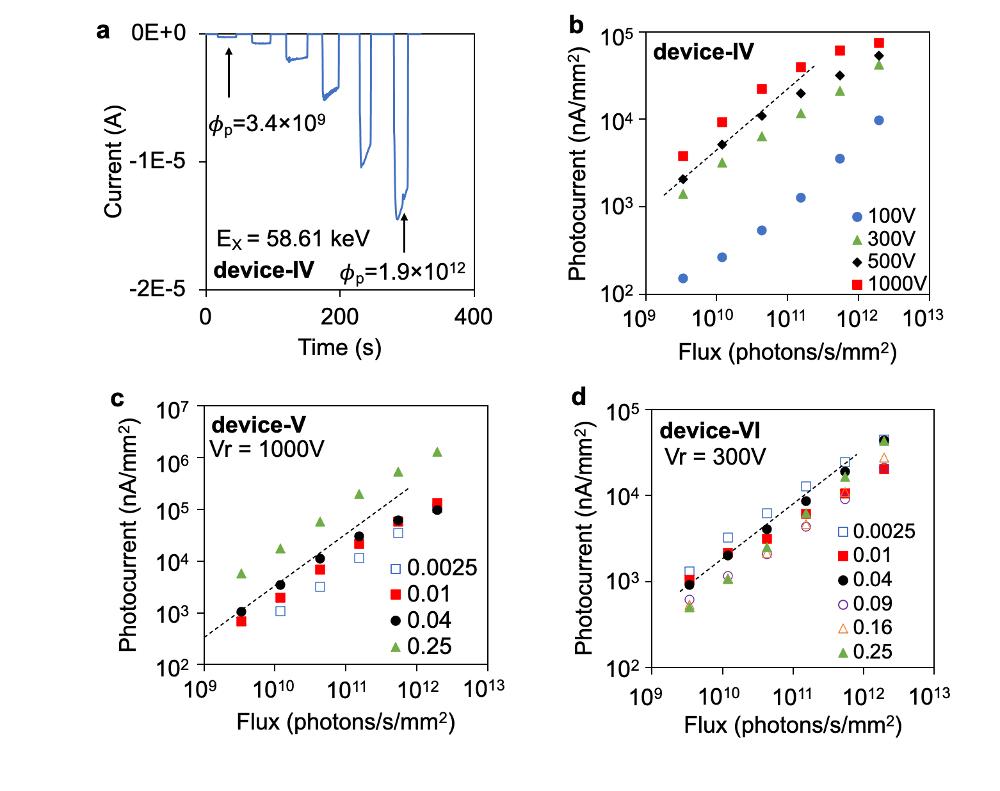 a
0E+0
-1E-5
-2E-5
Current (A)
ϕp=3.4×10⁹
EX = 58.61 keV
device-IV
ϕp=1.9×10¹²
0
200
400
Time (s)
b
device-IV
10⁵
10⁴
10³
10²
Photocurrent (nA/mm²)
100V
300V
500V
1000V
10⁹
10¹⁰
10¹¹
10¹²
10¹³
Flux (photons/s/mm²)
c
device-V
Vr = 1000V
10⁷
10⁶
10⁵
10⁴
10³
10²
Photocurrent (nA/mm²)
0.0025
0.01
0.04
0.25
10⁹
10¹⁰
10¹¹
10¹²
10¹³
Flux (photons/s/mm²)
d
device-VI
Vr = 300V
10⁵
10⁴
10³
10²
Photocurrent (nA/mm²)
0.0025
0.01
0.04
0.09
0.16
0.25
10⁹
10¹⁰
10¹¹
10¹²
10¹³
Flux (photons/s/mm²)